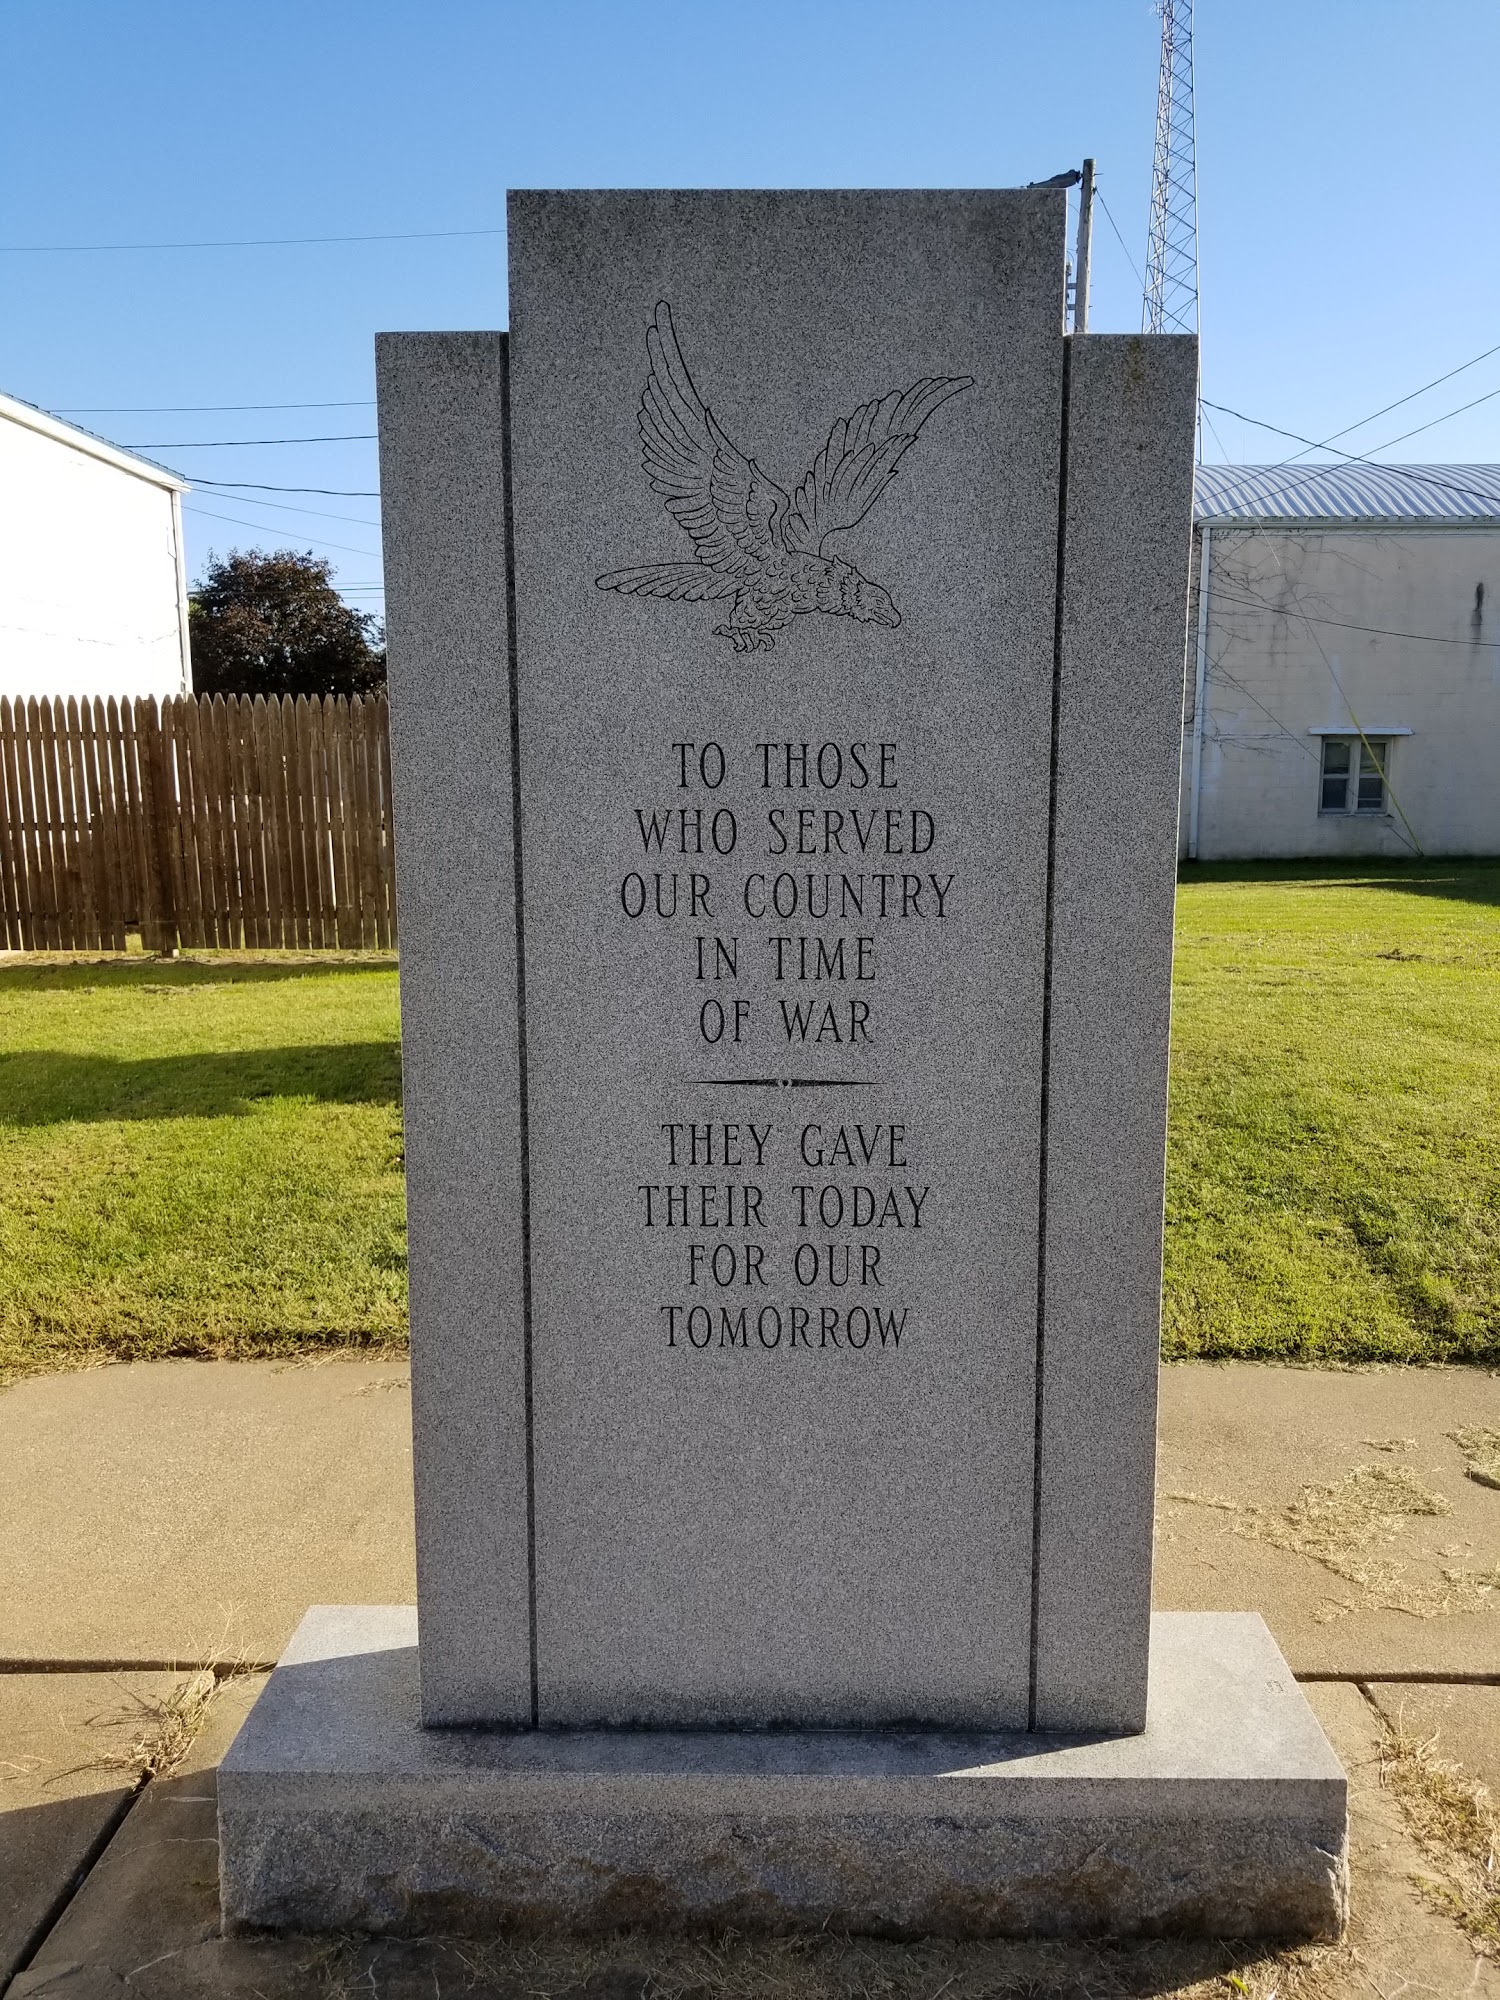 TO THOSE
WHO SERVED
OUR COUNTRY
IN TIME
OF WAR
THEY GAVE
THEIR TODAY
FOR OUR
TOMORROW